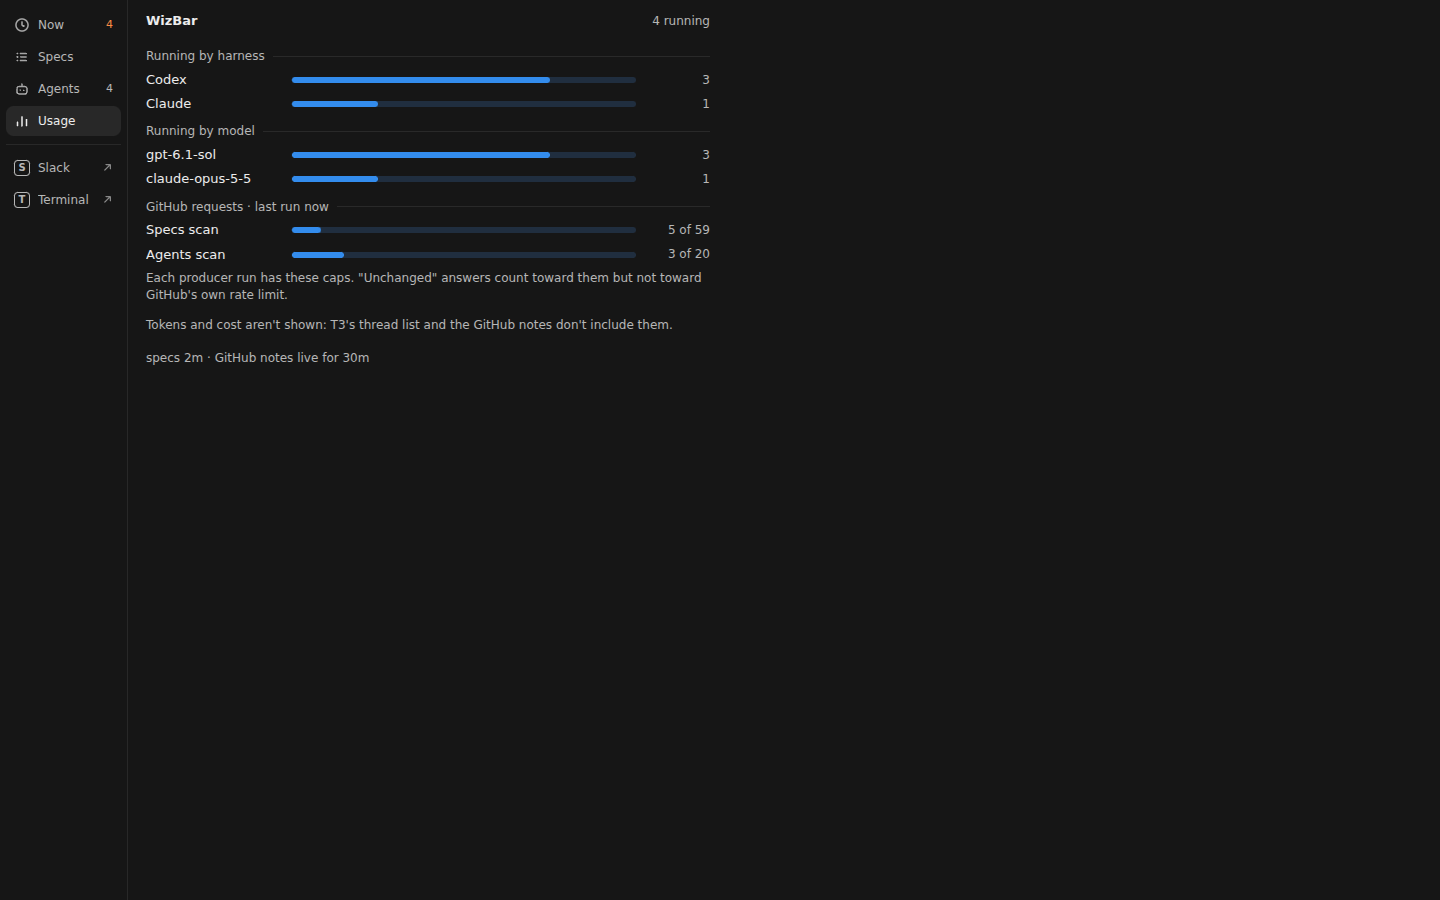 Now 4
Specs
Agents 4
Usage
S Slack
T Terminal
WizBar 4 running
Running by harness
Codex 3
Claude 1
Running by model
gpt-6.1-sol 3
claude-opus-5-5 1
GitHub requests · last run now
Specs scan 5 of 59
Agents scan 3 of 20
Each producer run has these caps. "Unchanged" answers count toward them but not toward
GitHub's own rate limit.
Tokens and cost aren't shown: T3's thread list and the GitHub notes don't include them.
specs 2m · GitHub notes live for 30m